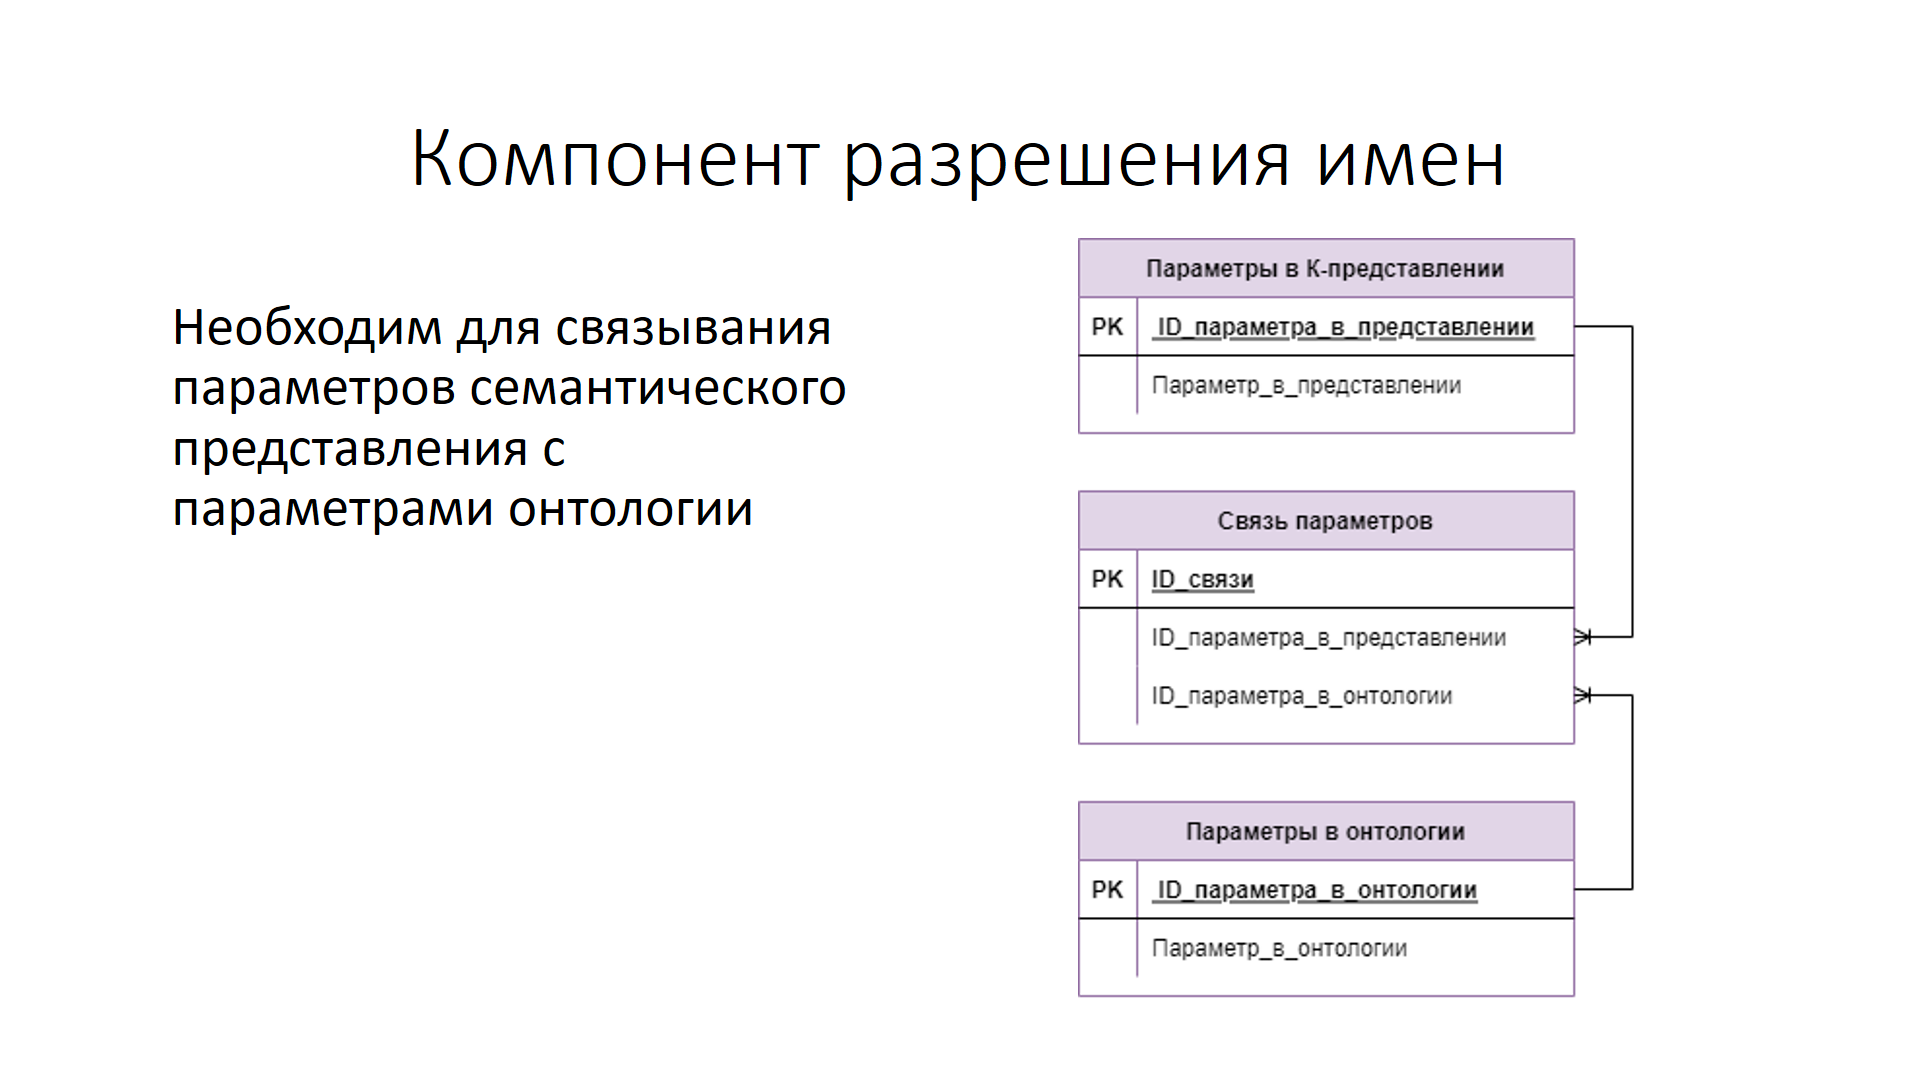 Компонент разрешения имен
Необходим для связывания
параметров семантического
представления с
параметрами онтологии
Параметры в К-представлении
PK ID_параметра_в_представлении
Параметр_в_представлении
Связь параметров
PK ID_связи
ID_параметра_в_представлении
ID_параметра_в_онтологии
Параметры в онтологии
PK ID_параметра_в_онтологии
Параметр_в_онтологии